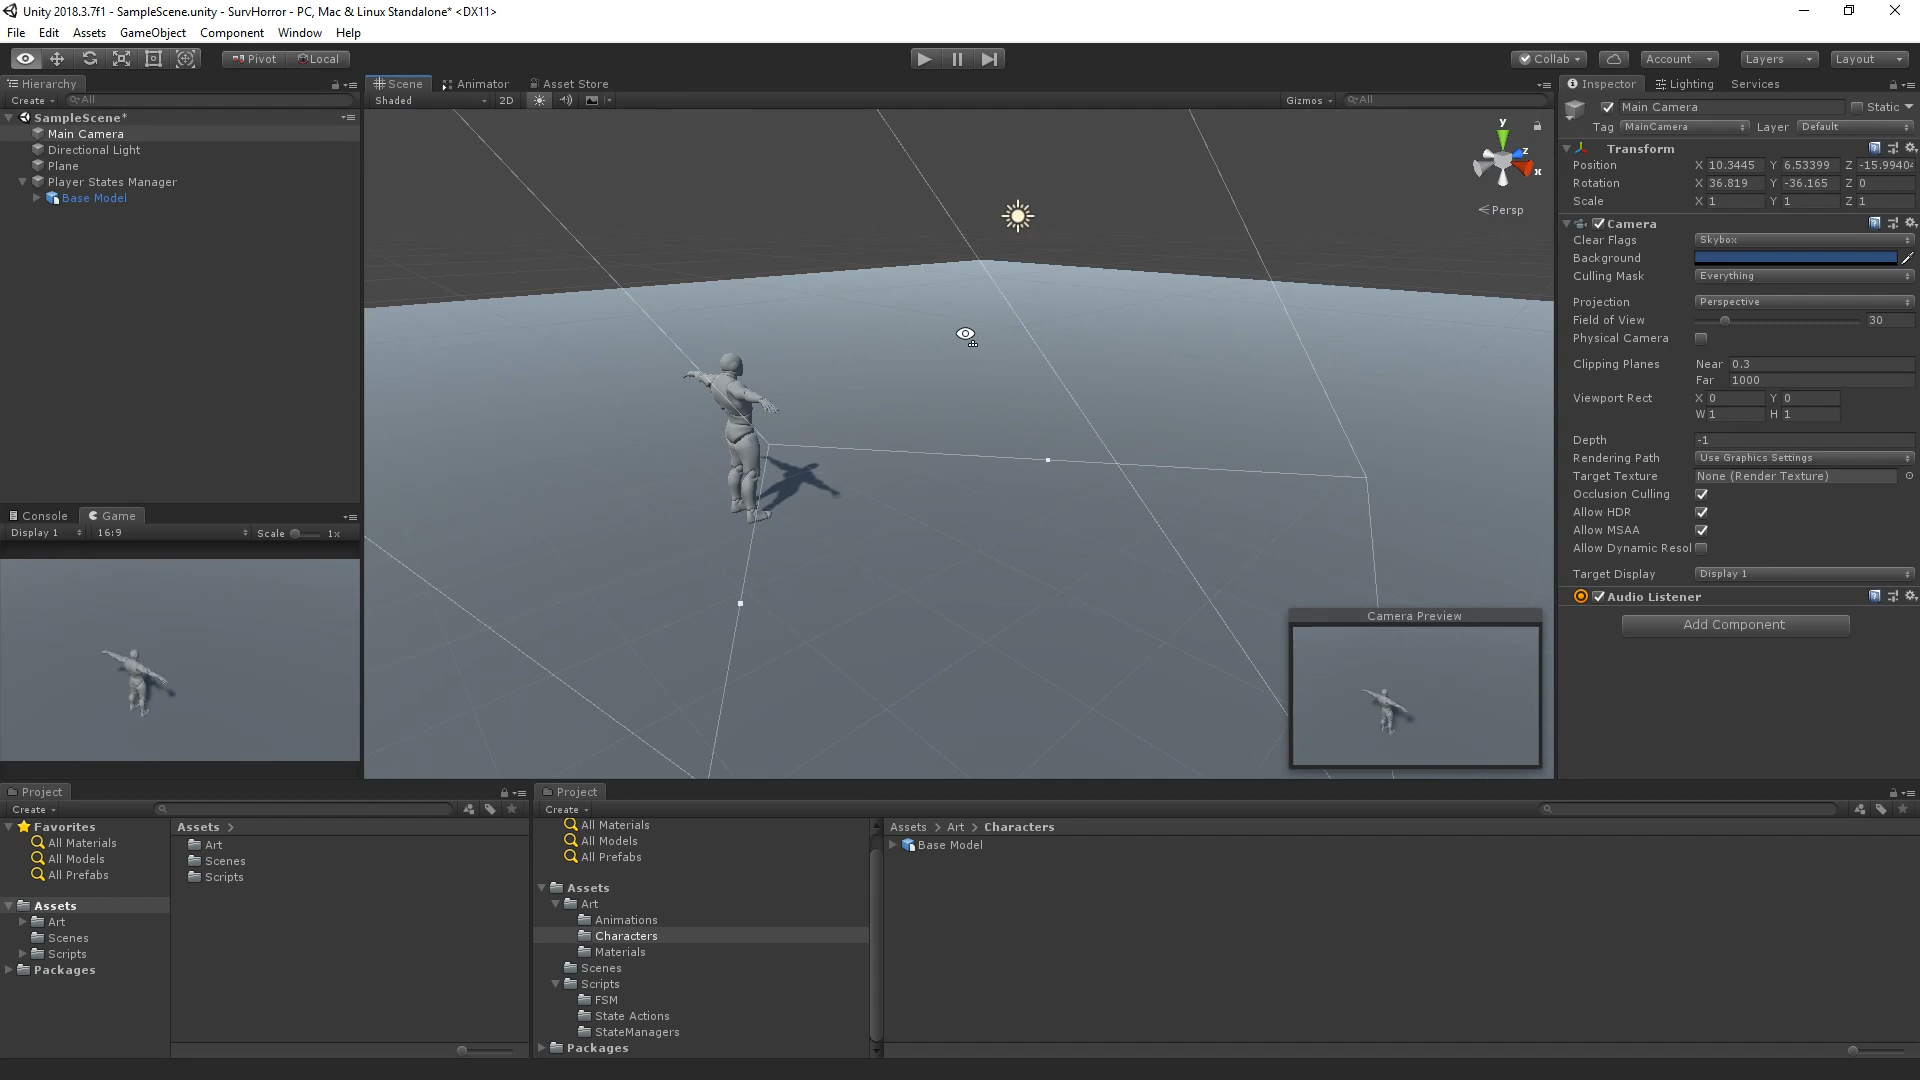 Unity 2018.3.7f1 - SampleScene.unity - SurvHorror - PC, Mac & Linux Standalone* <DX11>
File Edit Assets GameObject Component Window Help
Pivot Local
Collab Account Layers Layout
Hierarchy
Create All
SampleScene*
Main Camera
Directional Light
Plane
Player States Manager
Base Model
Scene Animator Asset Store
Shaded 2D Gizmos All
y
z
x
Persp
Camera Preview
Inspector Lighting Services
Main Camera Static
Tag MainCamera Layer Default
Transform
Position X 10.3445 Y 6.53399 Z -15.9940
Rotation X 36.819 Y -36.165 Z 0
Scale X 1 Y 1 Z 1
Camera
Clear Flags Skybox
Background
Culling Mask Everything
Projection Perspective
Field of View 30
Physical Camera
Clipping Planes Near 0.3
Far 1000
Viewport Rect X 0 Y 0
W 1 H 1
Depth -1
Rendering Path Use Graphics Settings
Target Texture None (Render Texture)
Occlusion Culling
Allow HDR
Allow MSAA
Allow Dynamic Resol
Target Display Display 1
Audio Listener
Add Component
Console Game
Display 1 16:9 Scale 1x
Project
Create
Favorites
All Materials
All Models
All Prefabs
Assets
Art
Scenes
Scripts
Packages
Assets
Art
Scenes
Scripts
Project
Create
All Materials
All Models
All Prefabs
Assets
Art
Animations
Characters
Materials
Scenes
Scripts
FSM
State Actions
StateManagers
Packages
Assets Art Characters
Base Model